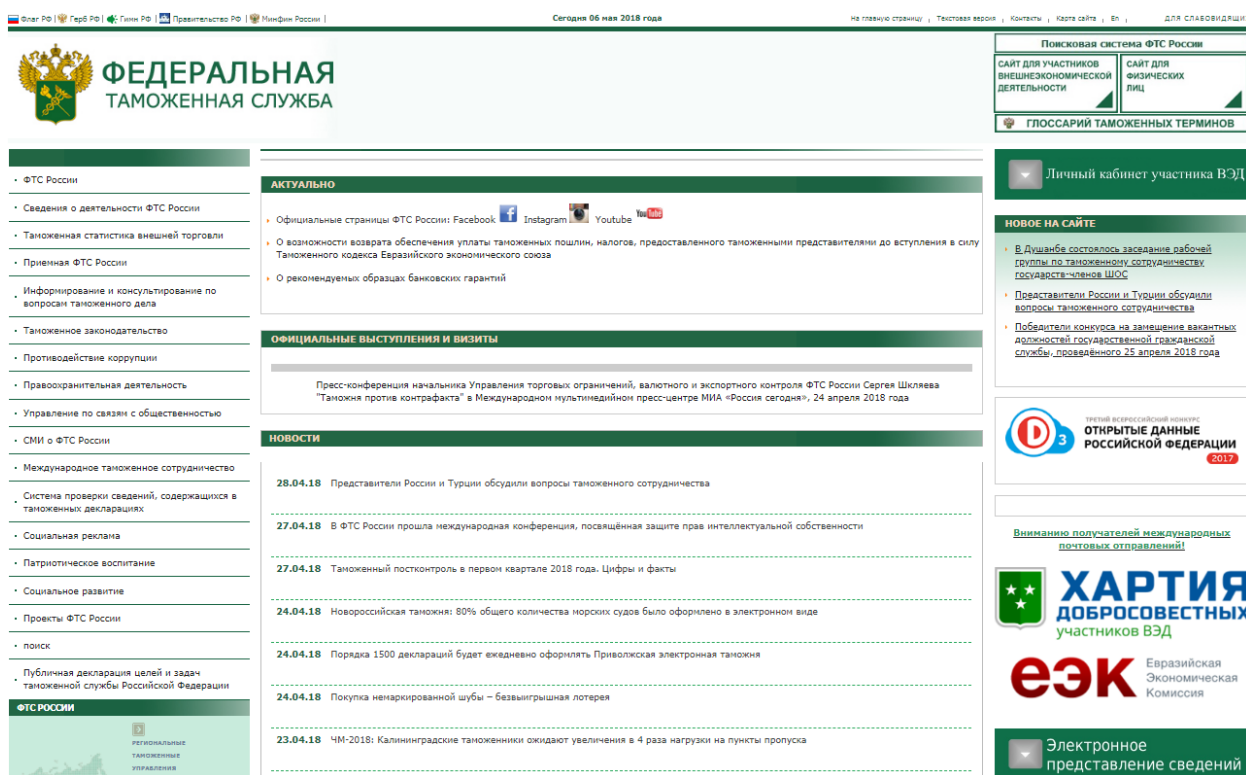 Флаг РФ | Герб РФ | Гимн РФ | Правительство РФ | Минфин России |
Сегодня 06 мая 2018 года
На главную страницу | Текстовая версия | Контакты | Карта сайта | En |
ДЛЯ СЛАБОВИДЯЩИ
ФЕДЕРАЛЬНАЯ
ТАМОЖЕННАЯ СЛУЖБА
Поисковая система ФТС России
САЙТ ДЛЯ УЧАСТНИКОВ
ВНЕШНЕЭКОНОМИЧЕСКОЙ
ДЕЯТЕЛЬНОСТИ
САЙТ ДЛЯ
ФИЗИЧЕСКИХ
ЛИЦ
ГЛОССАРИЙ ТАМОЖЕННЫХ ТЕРМИНОВ
ФТС России
Сведения о деятельности ФТС России
Таможенная статистика внешней торговли
Приемная ФТС России
Информирование и консультирование по
вопросам таможенного дела
Таможенное законодательство
Противодействие коррупции
Правоохранительная деятельность
Управление по связям с общественностью
СМИ о ФТС России
Международное таможенное сотрудничество
Система проверки сведений, содержащихся в
таможенных декларациях
Социальная реклама
Патриотическое воспитание
Социальное развитие
Проекты ФТС России
поиск
Публичная декларация целей и задач
таможенной службы Российской Федерации
ФТС РОССИИ
РЕГИОНАЛЬНЫЕ
ТАМОЖЕННЫЕ
УПРАВЛЕНИЯ
АКТУАЛЬНО
Официальные страницы ФТС России: Facebook Instagram Youtube You Tube
О возможности возврата обеспечения уплаты таможенных пошлин, налогов, предоставленного таможенными представителями до вступления в силу
Таможенного кодекса Евразийского экономического союза
О рекомендуемых образцах банковских гарантий
ОФИЦИАЛЬНЫЕ ВЫСТУПЛЕНИЯ И ВИЗИТЫ
Пресс-конференция начальника Управления торговых ограничений, валютного и экспортного контроля ФТС России Сергея Шкляева
"Таможня против контрафакта" в Международном мультимедийном пресс-центре МИА «Россия сегодня», 24 апреля 2018 года
НОВОСТИ
28.04.18 Представители России и Турции обсудили вопросы таможенного сотрудничества
27.04.18 В ФТС России прошла международная конференция, посвящённая защите прав интеллектуальной собственности
27.04.18 Таможенный постконтроль в первом квартале 2018 года. Цифры и факты
24.04.18 Новороссийская таможня: 80% общего количества морских судов было оформлено в электронном виде
24.04.18 Порядка 1500 деклараций будет ежедневно оформлять Приволжская электронная таможня
24.04.18 Покупка немаркированной шубы – безвыигрышная лотерея
23.04.18 ЧМ-2018: Калининградские таможенники ожидают увеличения в 4 раза нагрузки на пункты пропуска
Личный кабинет участника ВЭД
НОВОЕ НА САЙТЕ
В Душанбе состоялось заседание рабочей
группы по таможенному сотрудничеству
государств-членов ШОС
Представители России и Турции обсудили
вопросы таможенного сотрудничества
Победители конкурса на замещение вакантных
должностей государственной гражданской
службы, проведённого 25 апреля 2018 года
D 3
ТРЕТИЙ ВСЕРОССИЙСКИЙ КОНКУРС
ОТКРЫТЫЕ ДАННЫЕ
РОССИЙСКОЙ ФЕДЕРАЦИИ
2017
Вниманию получателей международных
почтовых отправлений!
ХАРТИЯ
ДОБРОСОВЕСТНЫХ
участников ВЭД
еэк
Евразийская
Экономическая
Комиссия
Электронное
представление сведений